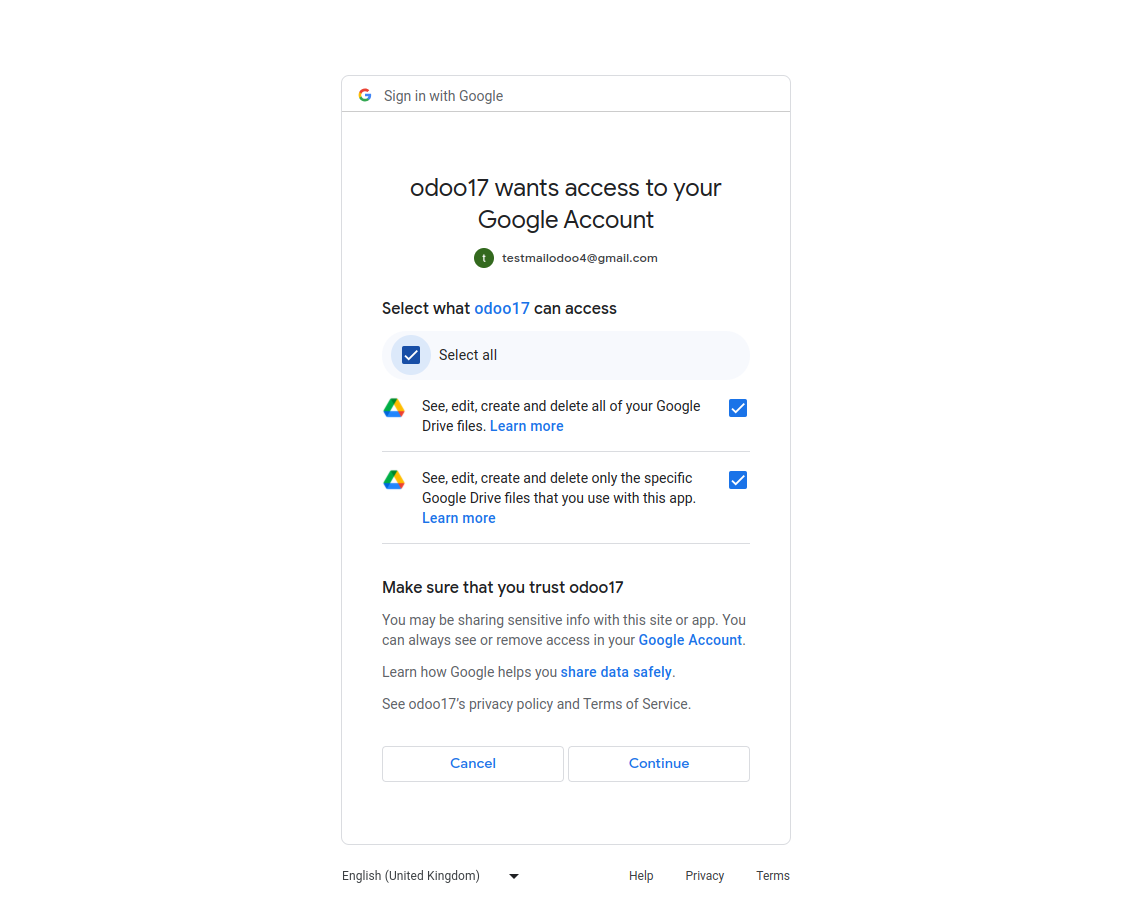 Sign in with Google
odoo17 wants access to your
Google Account
t testmailodoo4@gmail.com
Select what odoo17 can access
Select all
See, edit, create and delete all of your Google
Drive files. Learn more
See, edit, create and delete only the specific
Google Drive files that you use with this app.
Learn more
Make sure that you trust odoo17
You may be sharing sensitive info with this site or app. You
can always see or remove access in your Google Account.
Learn how Google helps you share data safely.
See odoo17's privacy policy and Terms of Service.
Cancel Continue
English (United Kingdom) Help Privacy Terms